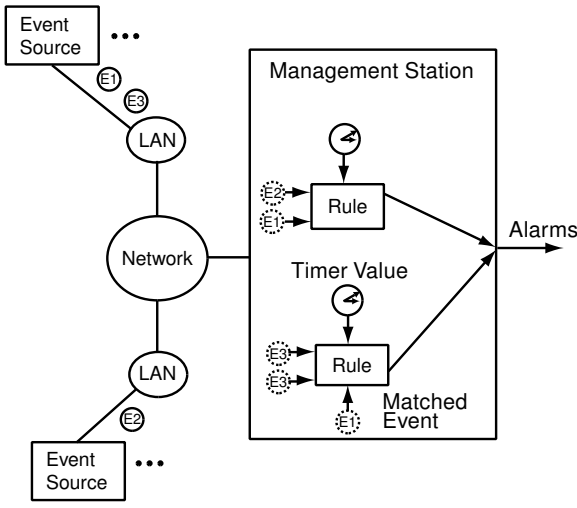 Event
Source
•••
E1
E3
LAN
Network
LAN
E2
Event
Source
•••
Management Station
E2
E1
Rule
Alarms
Timer Value
E3
E3
Rule
E1
Matched
Event